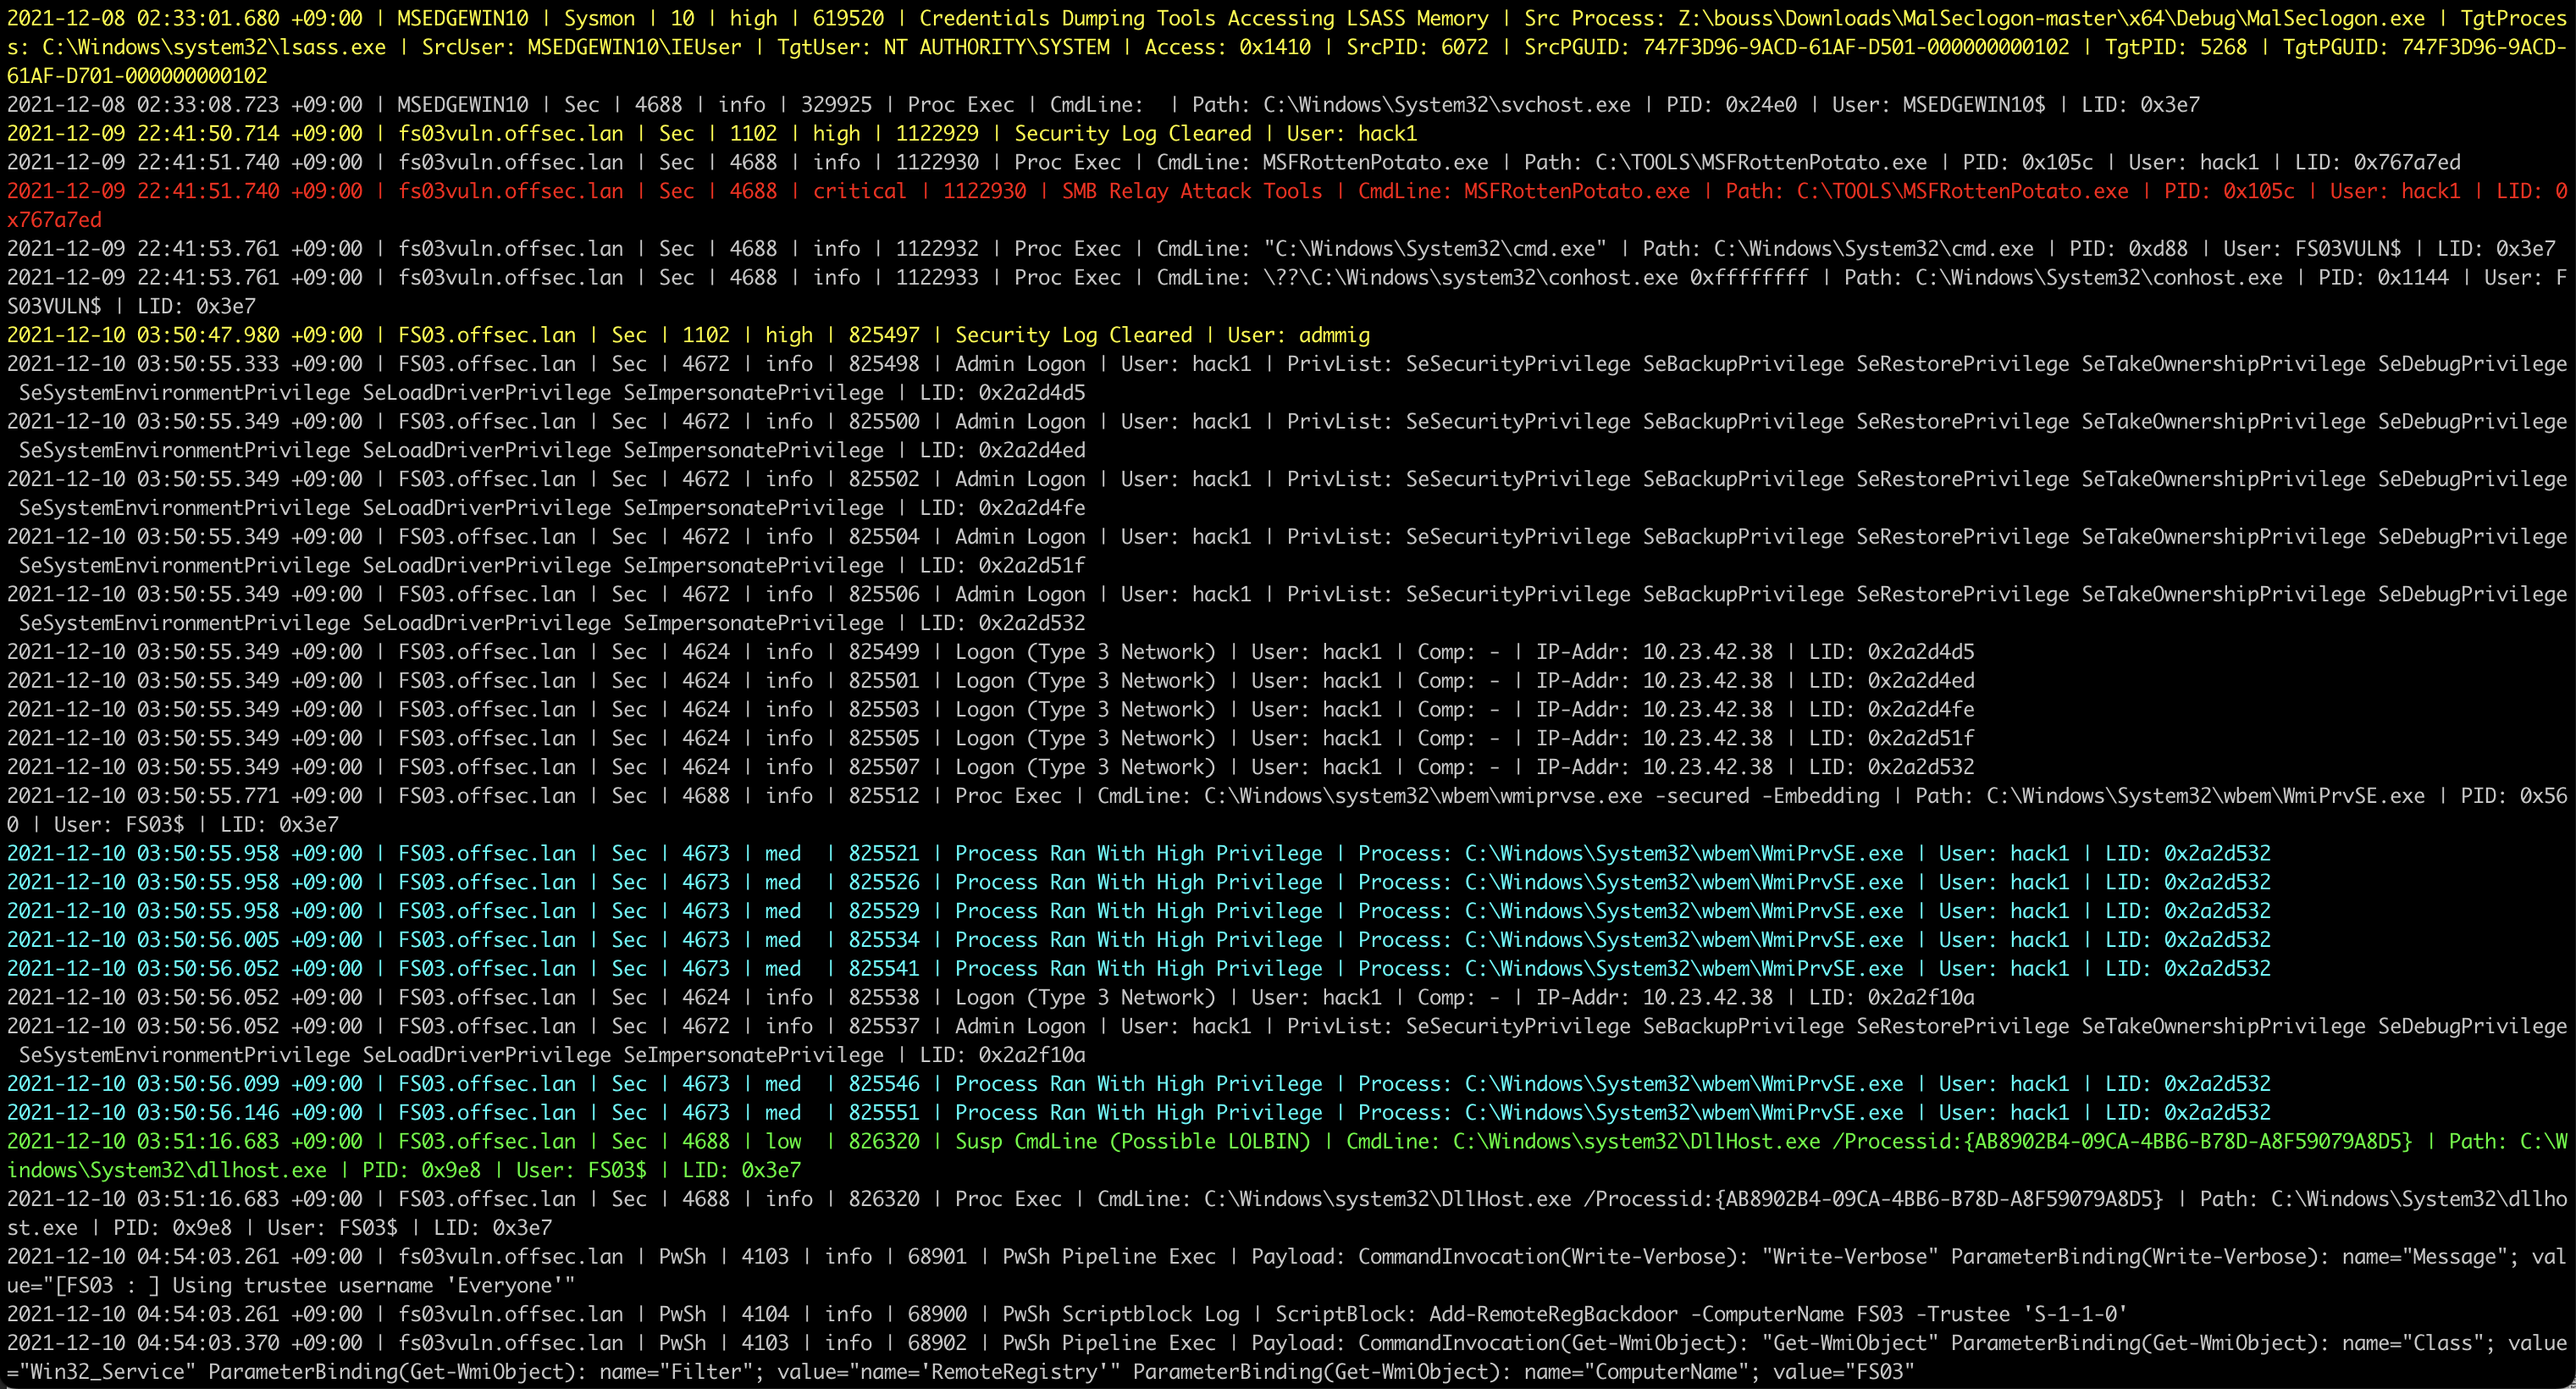 2021-12-08 02:33:01.680 +09:00 | MSEDGEWIN10 | Sysmon | 10 | high | 619520 | Credentials Dumping Tools Accessing LSASS Memory | Src Process: Z:\bouss\Downloads\MalSeclogon-master\x64\Debug\MalSeclogon.exe | TgtProces
s: C:\Windows\system32\lsass.exe | SrcUser: MSEDGEWIN10\IEUser | TgtUser: NT AUTHORITY\SYSTEM | Access: 0x1410 | SrcPID: 6072 | SrcPGUID: 747F3D96-9ACD-61AF-D501-000000000102 | TgtPID: 5268 | TgtPGUID: 747F3D96-9ACD-
61AF-D701-000000000102
2021-12-08 02:33:08.723 +09:00 | MSEDGEWIN10 | Sec | 4688 | info | 329925 | Proc Exec | CmdLine:  | Path: C:\Windows\System32\svchost.exe | PID: 0x24e0 | User: MSEDGEWIN10$ | LID: 0x3e7
2021-12-09 22:41:50.714 +09:00 | fs03vuln.offsec.lan | Sec | 1102 | high | 1122929 | Security Log Cleared | User: hack1
2021-12-09 22:41:51.740 +09:00 | fs03vuln.offsec.lan | Sec | 4688 | info | 1122930 | Proc Exec | CmdLine: MSFRottenPotato.exe | Path: C:\TOOLS\MSFRottenPotato.exe | PID: 0x105c | User: hack1 | LID: 0x767a7ed
2021-12-09 22:41:51.740 +09:00 | fs03vuln.offsec.lan | Sec | 4688 | critical | 1122930 | SMB Relay Attack Tools | CmdLine: MSFRottenPotato.exe | Path: C:\TOOLS\MSFRottenPotato.exe | PID: 0x105c | User: hack1 | LID: 0
x767a7ed
2021-12-09 22:41:53.761 +09:00 | fs03vuln.offsec.lan | Sec | 4688 | info | 1122932 | Proc Exec | CmdLine: "C:\Windows\System32\cmd.exe" | Path: C:\Windows\System32\cmd.exe | PID: 0xd88 | User: FS03VULN$ | LID: 0x3e7
2021-12-09 22:41:53.761 +09:00 | fs03vuln.offsec.lan | Sec | 4688 | info | 1122933 | Proc Exec | CmdLine: \??\C:\Windows\system32\conhost.exe 0xffffffff | Path: C:\Windows\System32\conhost.exe | PID: 0x1144 | User: F
S03VULN$ | LID: 0x3e7
2021-12-10 03:50:47.980 +09:00 | FS03.offsec.lan | Sec | 1102 | high | 825497 | Security Log Cleared | User: admmig
2021-12-10 03:50:55.333 +09:00 | FS03.offsec.lan | Sec | 4672 | info | 825498 | Admin Logon | User: hack1 | PrivList: SeSecurityPrivilege SeBackupPrivilege SeRestorePrivilege SeTakeOwnershipPrivilege SeDebugPrivilege
SeSystemEnvironmentPrivilege SeLoadDriverPrivilege SeImpersonatePrivilege | LID: 0x2a2d4d5
2021-12-10 03:50:55.349 +09:00 | FS03.offsec.lan | Sec | 4672 | info | 825500 | Admin Logon | User: hack1 | PrivList: SeSecurityPrivilege SeBackupPrivilege SeRestorePrivilege SeTakeOwnershipPrivilege SeDebugPrivilege
SeSystemEnvironmentPrivilege SeLoadDriverPrivilege SeImpersonatePrivilege | LID: 0x2a2d4ed
2021-12-10 03:50:55.349 +09:00 | FS03.offsec.lan | Sec | 4672 | info | 825502 | Admin Logon | User: hack1 | PrivList: SeSecurityPrivilege SeBackupPrivilege SeRestorePrivilege SeTakeOwnershipPrivilege SeDebugPrivilege
SeSystemEnvironmentPrivilege SeLoadDriverPrivilege SeImpersonatePrivilege | LID: 0x2a2d4fe
2021-12-10 03:50:55.349 +09:00 | FS03.offsec.lan | Sec | 4672 | info | 825504 | Admin Logon | User: hack1 | PrivList: SeSecurityPrivilege SeBackupPrivilege SeRestorePrivilege SeTakeOwnershipPrivilege SeDebugPrivilege
SeSystemEnvironmentPrivilege SeLoadDriverPrivilege SeImpersonatePrivilege | LID: 0x2a2d51f
2021-12-10 03:50:55.349 +09:00 | FS03.offsec.lan | Sec | 4672 | info | 825506 | Admin Logon | User: hack1 | PrivList: SeSecurityPrivilege SeBackupPrivilege SeRestorePrivilege SeTakeOwnershipPrivilege SeDebugPrivilege
SeSystemEnvironmentPrivilege SeLoadDriverPrivilege SeImpersonatePrivilege | LID: 0x2a2d532
2021-12-10 03:50:55.349 +09:00 | FS03.offsec.lan | Sec | 4624 | info | 825499 | Logon (Type 3 Network) | User: hack1 | Comp: - | IP-Addr: 10.23.42.38 | LID: 0x2a2d4d5
2021-12-10 03:50:55.349 +09:00 | FS03.offsec.lan | Sec | 4624 | info | 825501 | Logon (Type 3 Network) | User: hack1 | Comp: - | IP-Addr: 10.23.42.38 | LID: 0x2a2d4ed
2021-12-10 03:50:55.349 +09:00 | FS03.offsec.lan | Sec | 4624 | info | 825503 | Logon (Type 3 Network) | User: hack1 | Comp: - | IP-Addr: 10.23.42.38 | LID: 0x2a2d4fe
2021-12-10 03:50:55.349 +09:00 | FS03.offsec.lan | Sec | 4624 | info | 825505 | Logon (Type 3 Network) | User: hack1 | Comp: - | IP-Addr: 10.23.42.38 | LID: 0x2a2d51f
2021-12-10 03:50:55.349 +09:00 | FS03.offsec.lan | Sec | 4624 | info | 825507 | Logon (Type 3 Network) | User: hack1 | Comp: - | IP-Addr: 10.23.42.38 | LID: 0x2a2d532
2021-12-10 03:50:55.771 +09:00 | FS03.offsec.lan | Sec | 4688 | info | 825512 | Proc Exec | CmdLine: C:\Windows\system32\wbem\wmiprvse.exe -secured -Embedding | Path: C:\Windows\System32\wbem\WmiPrvSE.exe | PID: 0x56
0 | User: FS03$ | LID: 0x3e7
2021-12-10 03:50:55.958 +09:00 | FS03.offsec.lan | Sec | 4673 | med  | 825521 | Process Ran With High Privilege | Process: C:\Windows\System32\wbem\WmiPrvSE.exe | User: hack1 | LID: 0x2a2d532
2021-12-10 03:50:55.958 +09:00 | FS03.offsec.lan | Sec | 4673 | med  | 825526 | Process Ran With High Privilege | Process: C:\Windows\System32\wbem\WmiPrvSE.exe | User: hack1 | LID: 0x2a2d532
2021-12-10 03:50:55.958 +09:00 | FS03.offsec.lan | Sec | 4673 | med  | 825529 | Process Ran With High Privilege | Process: C:\Windows\System32\wbem\WmiPrvSE.exe | User: hack1 | LID: 0x2a2d532
2021-12-10 03:50:56.005 +09:00 | FS03.offsec.lan | Sec | 4673 | med  | 825534 | Process Ran With High Privilege | Process: C:\Windows\System32\wbem\WmiPrvSE.exe | User: hack1 | LID: 0x2a2d532
2021-12-10 03:50:56.052 +09:00 | FS03.offsec.lan | Sec | 4673 | med  | 825541 | Process Ran With High Privilege | Process: C:\Windows\System32\wbem\WmiPrvSE.exe | User: hack1 | LID: 0x2a2d532
2021-12-10 03:50:56.052 +09:00 | FS03.offsec.lan | Sec | 4624 | info | 825538 | Logon (Type 3 Network) | User: hack1 | Comp: - | IP-Addr: 10.23.42.38 | LID: 0x2a2f10a
2021-12-10 03:50:56.052 +09:00 | FS03.offsec.lan | Sec | 4672 | info | 825537 | Admin Logon | User: hack1 | PrivList: SeSecurityPrivilege SeBackupPrivilege SeRestorePrivilege SeTakeOwnershipPrivilege SeDebugPrivilege
SeSystemEnvironmentPrivilege SeLoadDriverPrivilege SeImpersonatePrivilege | LID: 0x2a2f10a
2021-12-10 03:50:56.099 +09:00 | FS03.offsec.lan | Sec | 4673 | med  | 825546 | Process Ran With High Privilege | Process: C:\Windows\System32\wbem\WmiPrvSE.exe | User: hack1 | LID: 0x2a2d532
2021-12-10 03:50:56.146 +09:00 | FS03.offsec.lan | Sec | 4673 | med  | 825551 | Process Ran With High Privilege | Process: C:\Windows\System32\wbem\WmiPrvSE.exe | User: hack1 | LID: 0x2a2d532
2021-12-10 03:51:16.683 +09:00 | FS03.offsec.lan | Sec | 4688 | low  | 826320 | Susp CmdLine (Possible LOLBIN) | CmdLine: C:\Windows\system32\DllHost.exe /Processid:{AB8902B4-09CA-4BB6-B78D-A8F59079A8D5} | Path: C:\W
indows\System32\dllhost.exe | PID: 0x9e8 | User: FS03$ | LID: 0x3e7
2021-12-10 03:51:16.683 +09:00 | FS03.offsec.lan | Sec | 4688 | info | 826320 | Proc Exec | CmdLine: C:\Windows\system32\DllHost.exe /Processid:{AB8902B4-09CA-4BB6-B78D-A8F59079A8D5} | Path: C:\Windows\System32\dllho
st.exe | PID: 0x9e8 | User: FS03$ | LID: 0x3e7
2021-12-10 04:54:03.261 +09:00 | fs03vuln.offsec.lan | PwSh | 4103 | info | 68901 | PwSh Pipeline Exec | Payload: CommandInvocation(Write-Verbose): "Write-Verbose" ParameterBinding(Write-Verbose): name="Message"; val
ue="[FS03 : ] Using trustee username 'Everyone'"
2021-12-10 04:54:03.261 +09:00 | fs03vuln.offsec.lan | PwSh | 4104 | info | 68900 | PwSh Scriptblock Log | ScriptBlock: Add-RemoteRegBackdoor -ComputerName FS03 -Trustee 'S-1-1-0'
2021-12-10 04:54:03.370 +09:00 | fs03vuln.offsec.lan | PwSh | 4103 | info | 68902 | PwSh Pipeline Exec | Payload: CommandInvocation(Get-WmiObject): "Get-WmiObject" ParameterBinding(Get-WmiObject): name="Class"; value
="Win32_Service" ParameterBinding(Get-WmiObject): name="Filter"; value="name='RemoteRegistry'" ParameterBinding(Get-WmiObject): name="ComputerName"; value="FS03"